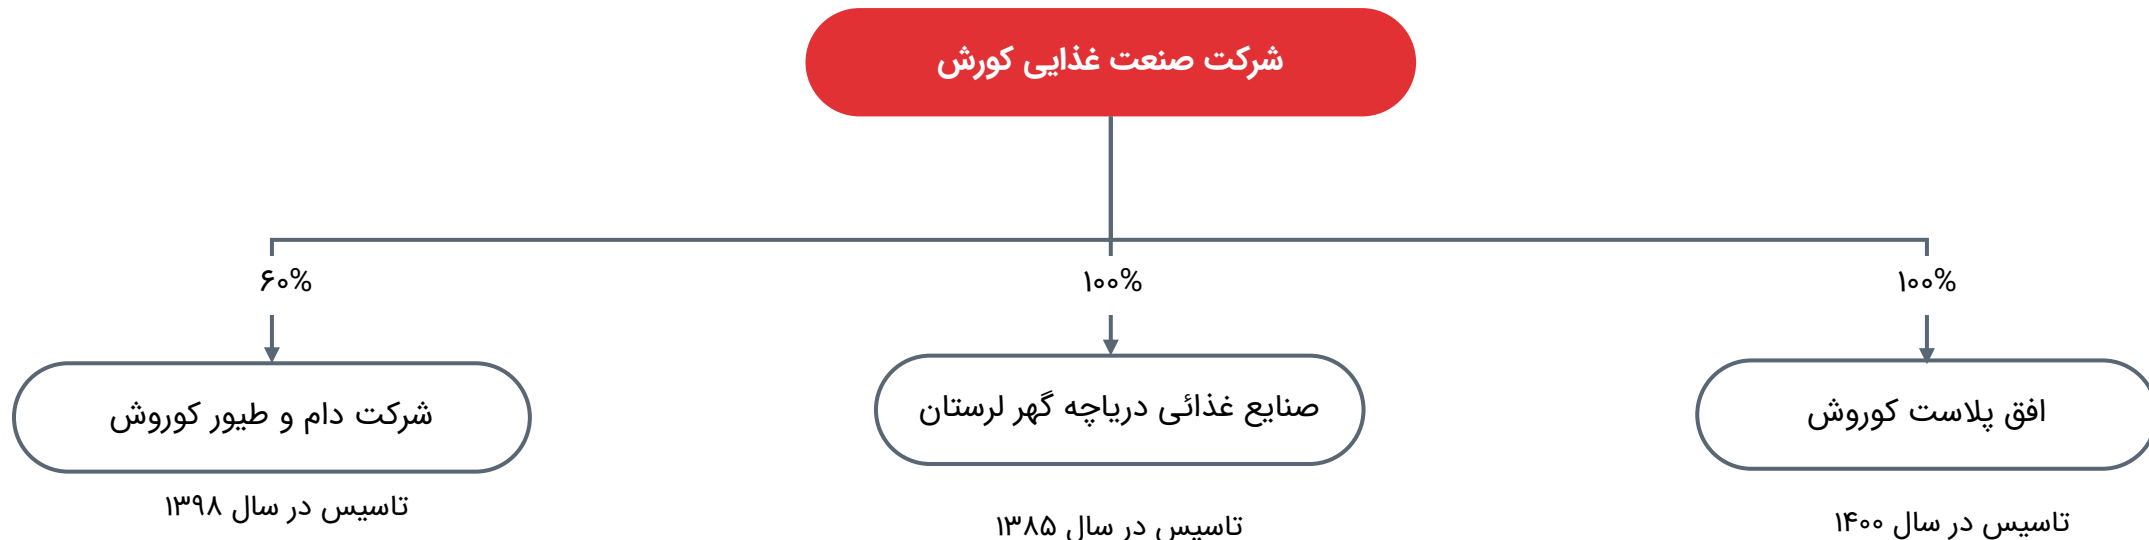 شرکت صنعت غذایی کورش
۱۰۰%
۱۰۰%
۶۰%
افق پلاست کوروش
صنایع غذائی دریاچه گهر لرستان
شرکت دام و طیور کوروش
تاسیس در سال ۱۴۰۰
تاسیس در سال ۱۳۸۵
تاسیس در سال ۱۳۹۸